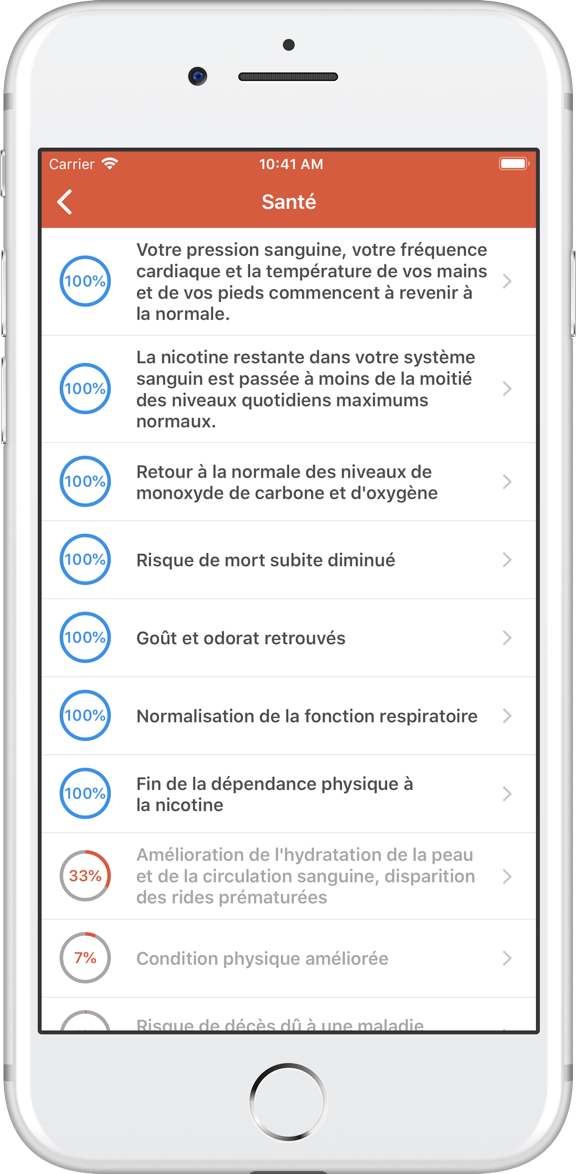 Carrier 10:41 AM
Santé
100%
Votre pression sanguine, votre fréquence
cardiaque et la température de vos mains
et de vos pieds commencent à revenir à
la normale.
100%
La nicotine restante dans votre système
sanguin est passée à moins de la moitié
des niveaux quotidiens maximums
normaux.
100%
Retour à la normale des niveaux de
monoxyde de carbone et d'oxygène
100%
Risque de mort subite diminué
100%
Goût et odorat retrouvés
100%
Normalisation de la fonction respiratoire
100%
Fin de la dépendance physique à
la nicotine
33%
Amélioration de l'hydratation de la peau
et de la circulation sanguine, disparition
des rides prématurées
7%
Condition physique améliorée
Risque de décès dû à une maladie